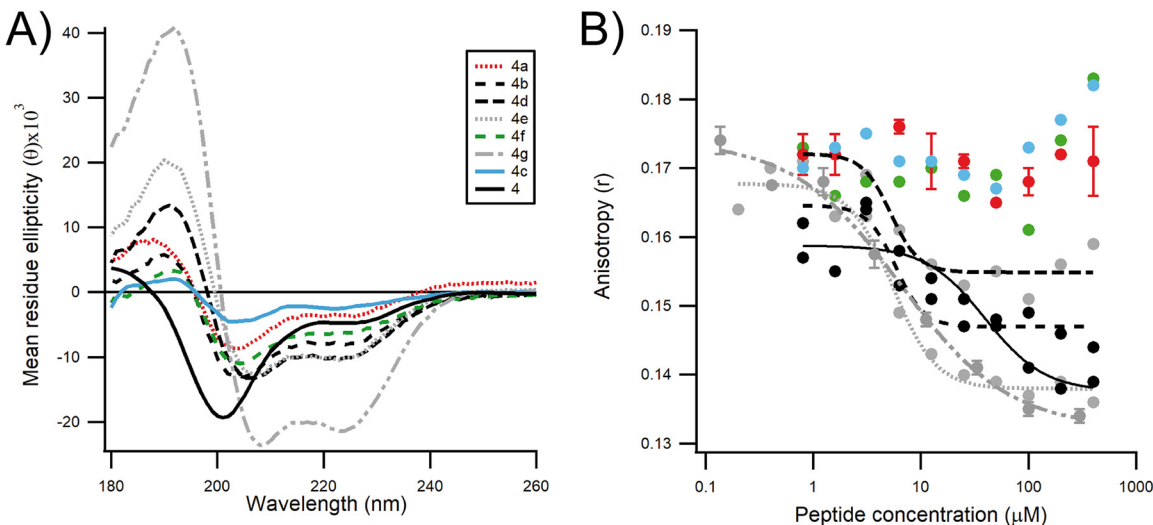 A)
Mean residue ellipticity (θ)x10³
40
30
20
10
0
-10
-20
180
200
220
240
260
Wavelength (nm)
4a
4b
4d
4e
4f
4g
4c
4
B)
Anisotropy (r)
0.19
0.18
0.17
0.16
0.15
0.14
0.13
0.1
1
10
100
1000
Peptide concentration (μM)